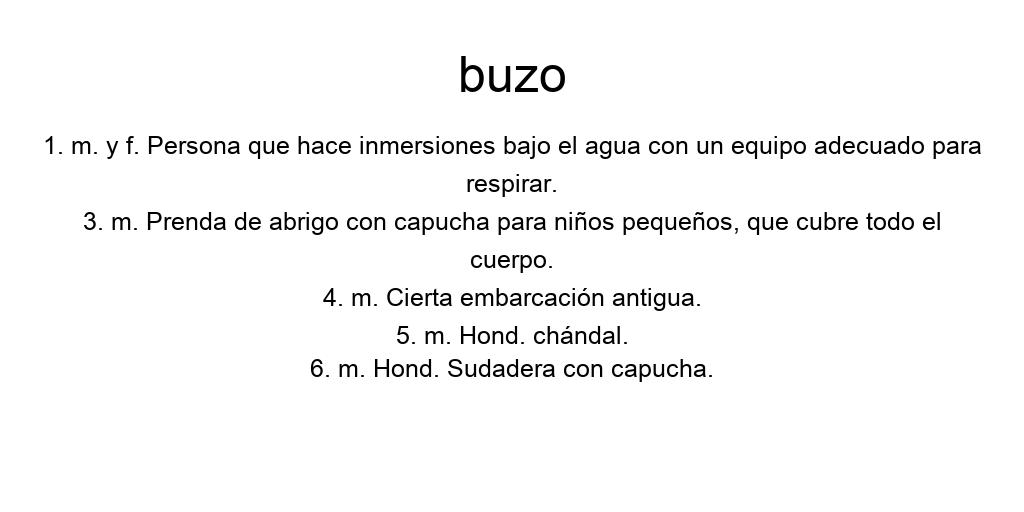 buzo
1. m. y f. Persona que hace inmersiones bajo el agua con un equipo adecuado para
respirar.
3. m. Prenda de abrigo con capucha para niños pequeños, que cubre todo el
cuerpo.
4. m. Cierta embarcación antigua.
5. m. Hond. chándal.
6. m. Hond. Sudadera con capucha.